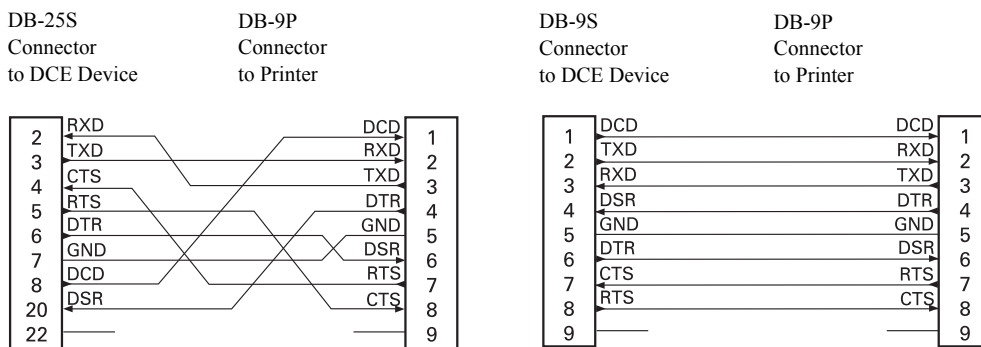 DB-25S
Connector
to DCE Device
DB-9P
Connector
to Printer
2 RXD DCD 1
3 TXD RXD 2
4 CTS TXD 3
5 RTS DTR 4
6 DTR GND 5
7 GND DSR 6
8 DCD RTS 7
20 DSR CTS 8
22 9
DB-9S
Connector
to DCE Device
DB-9P
Connector
to Printer
1 DCD DCD 1
2 TXD RXD 2
3 RXD TXD 3
4 DSR DTR 4
5 GND GND 5
6 DTR DSR 6
7 CTS RTS 7
8 RTS CTS 8
9 9